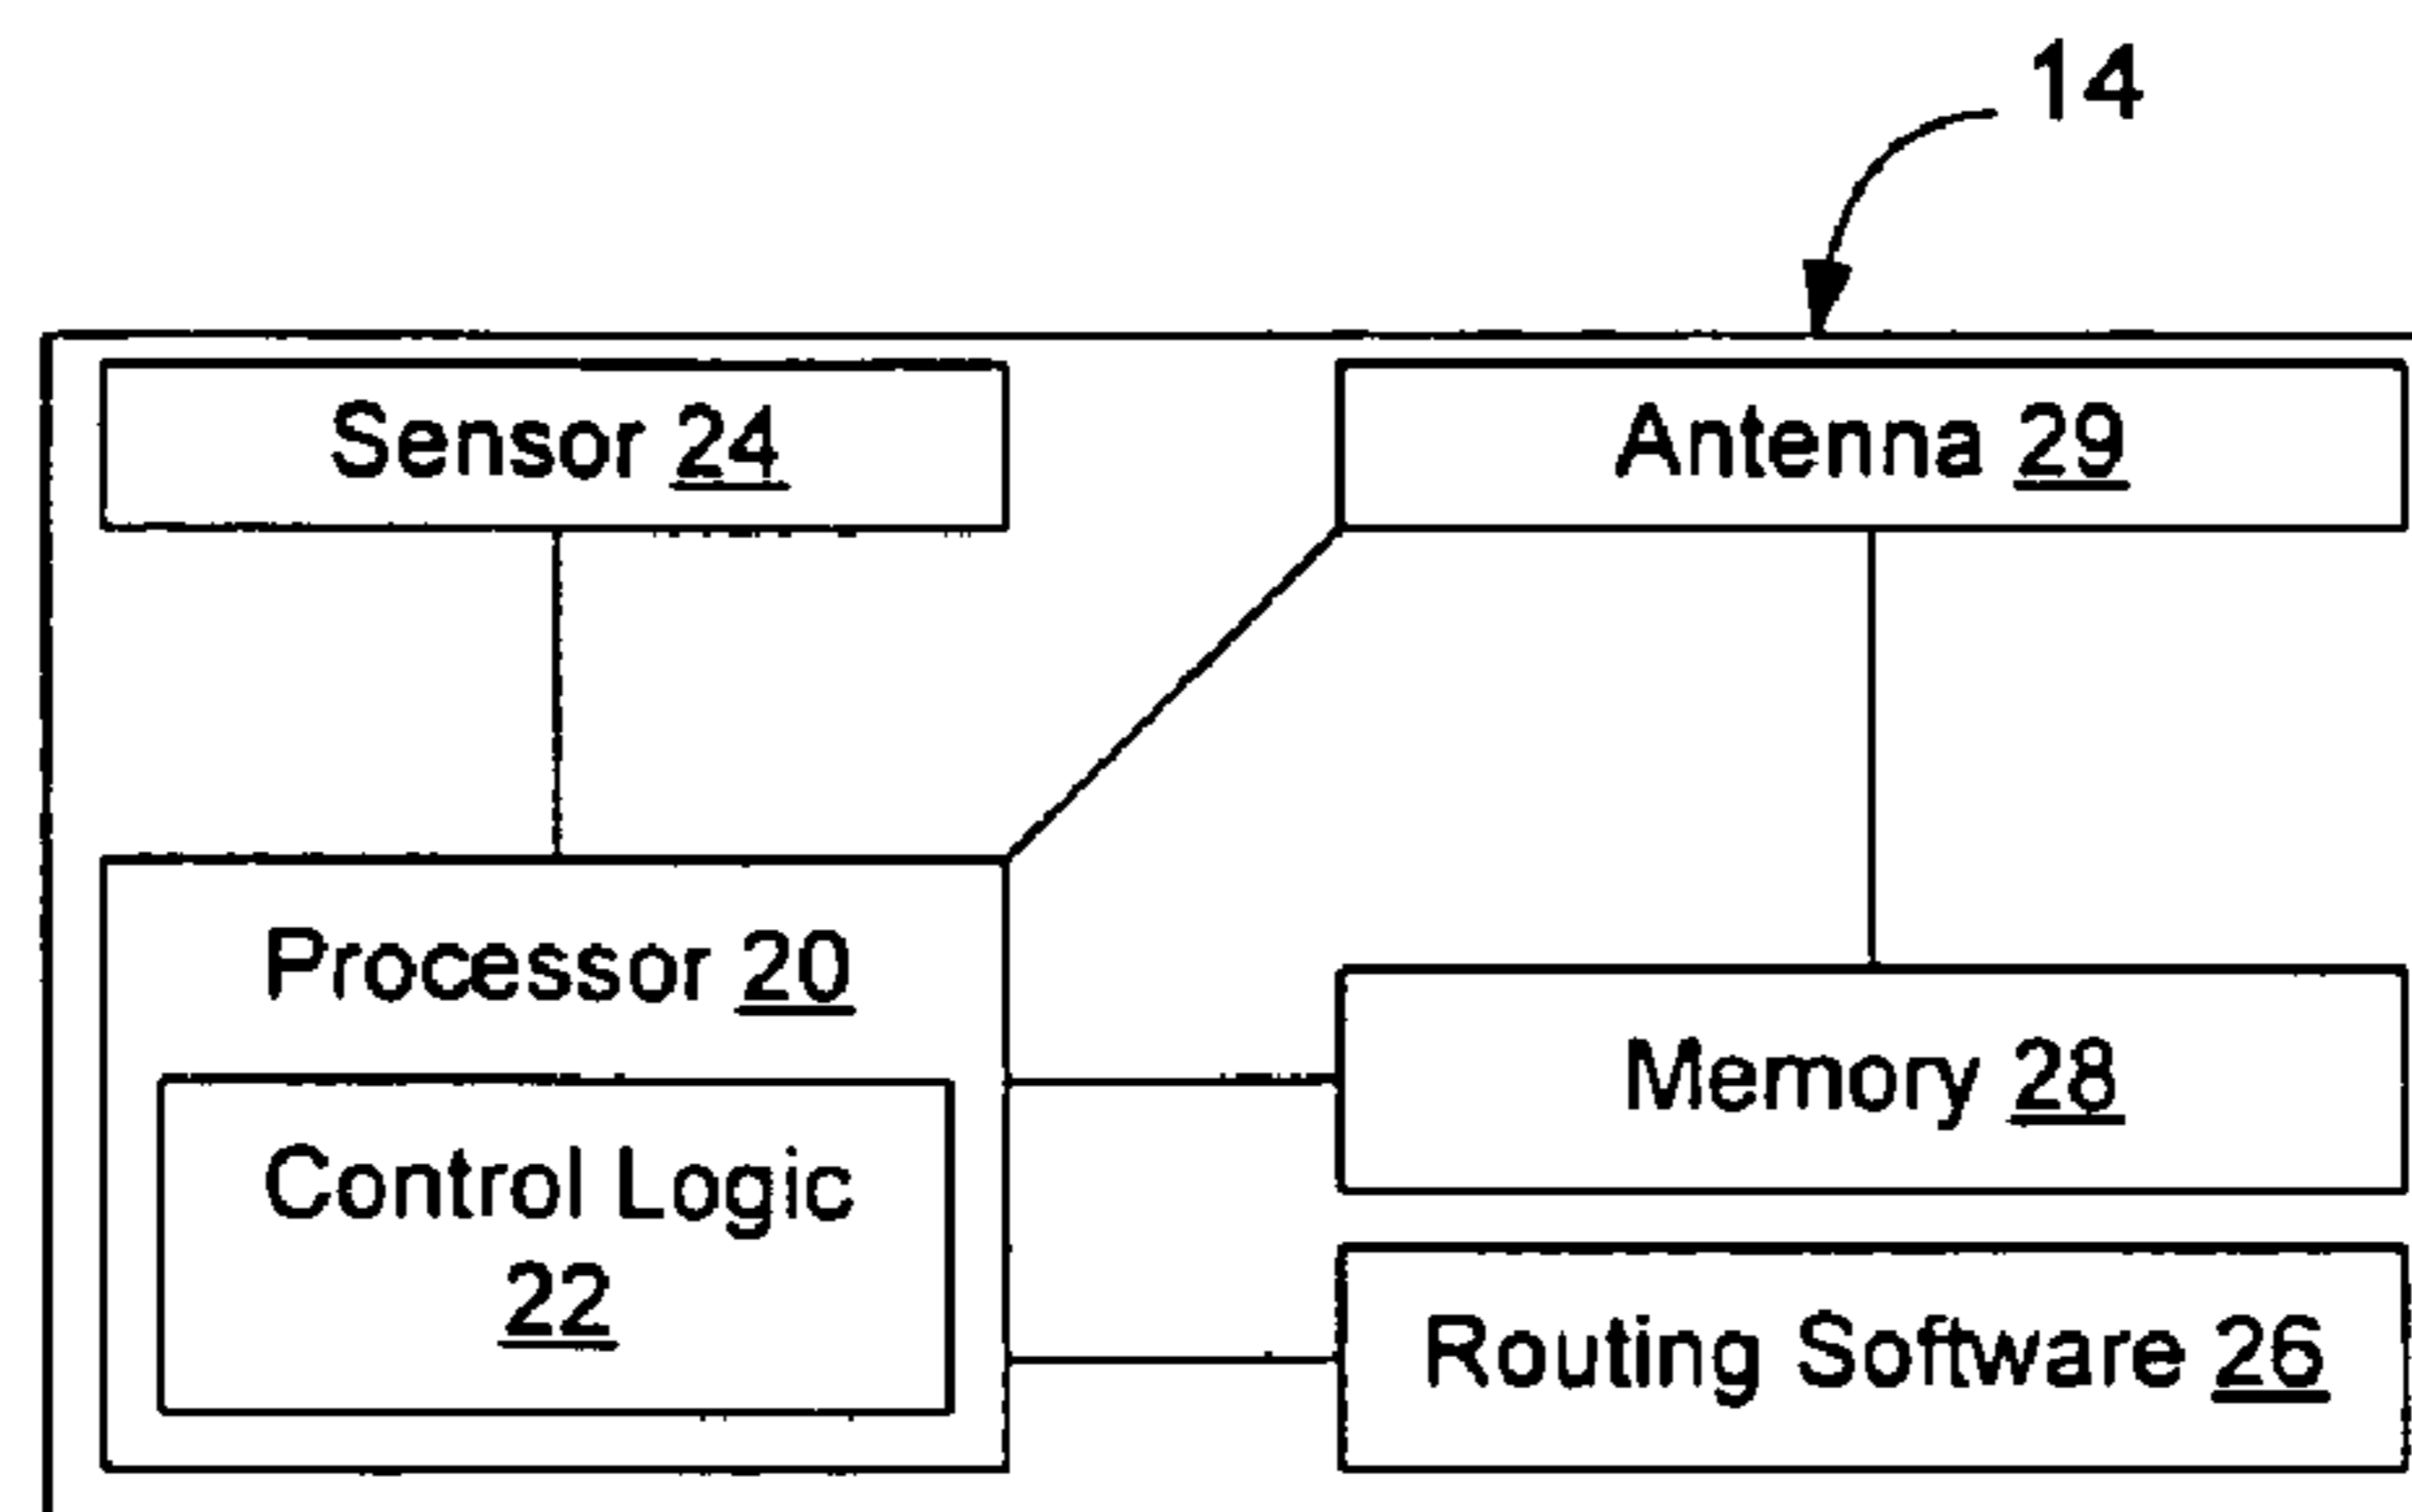 14
Sensor 24
Antenna 29
Processor 20
Memory 28
Control Logic
22
Routing Software 26